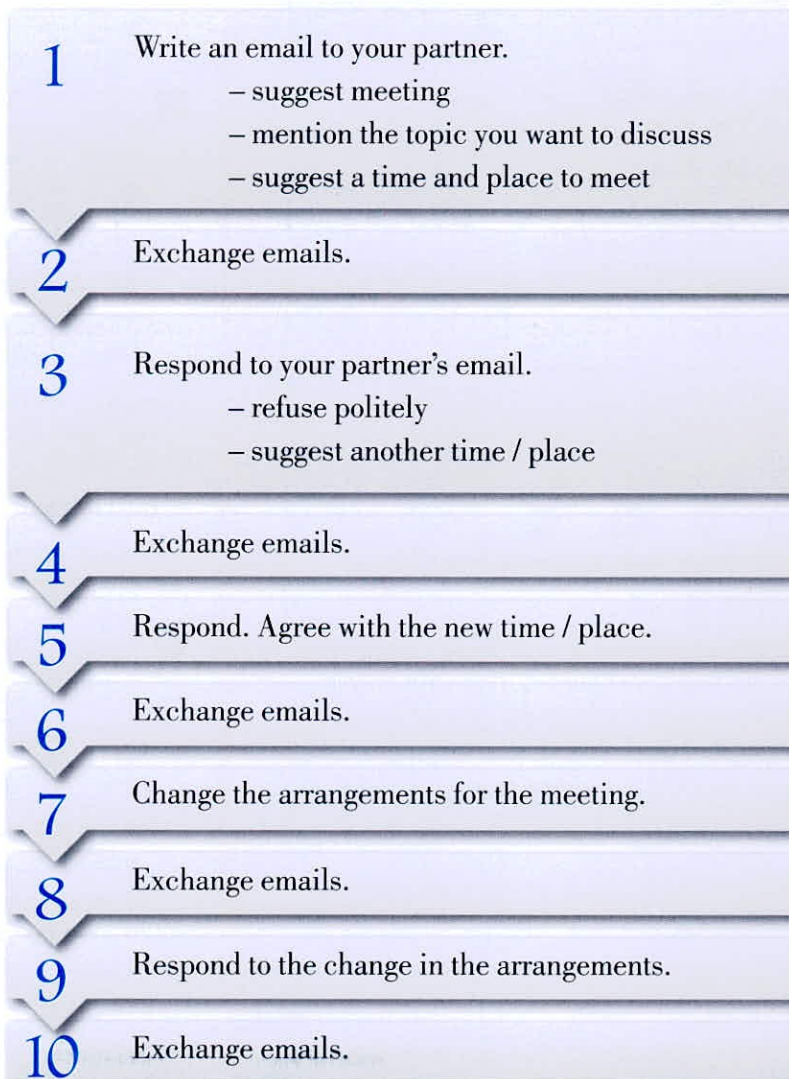 1 Write an email to your partner.
– suggest meeting
– mention the topic you want to discuss
– suggest a time and place to meet
2 Exchange emails.
3 Respond to your partner’s email.
– refuse politely
– suggest another time / place
4 Exchange emails.
5 Respond. Agree with the new time / place.
6 Exchange emails.
7 Change the arrangements for the meeting.
8 Exchange emails.
9 Respond to the change in the arrangements.
10 Exchange emails.